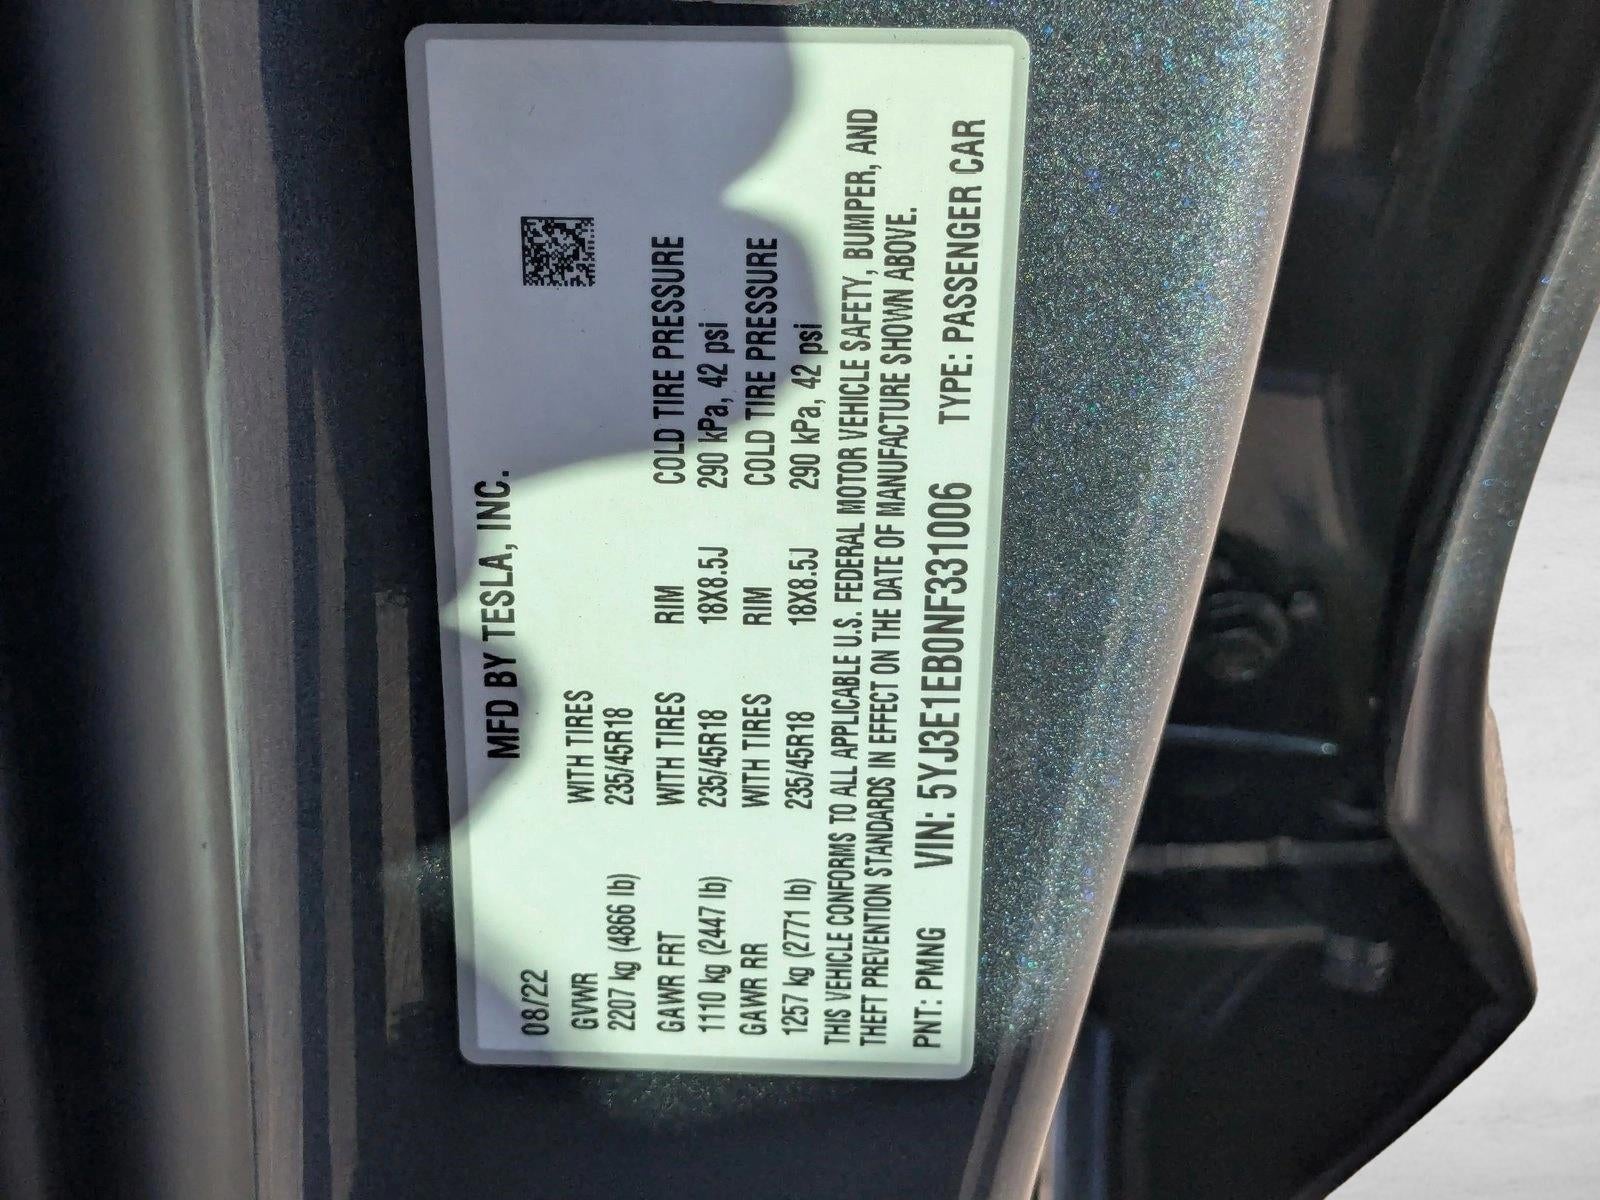 MFD BY TESLA, INC.
08/22
GVWR WITH TIRES
2207 kg (4866 lb) 235/45R18
GAWR FRT WITH TIRES RIM COLD TIRE PRESSURE
1110 kg (2447 lb) 235/45R18 18X8.5J 290 kPa, 42 psi
GAWR RR WITH TIRES RIM COLD TIRE PRESSURE
1257 kg (2771 lb) 235/45R18 18X8.5J 290 kPa, 42 psi
THIS VEHICLE CONFORMS TO ALL APPLICABLE U.S. FEDERAL MOTOR VEHICLE SAFETY, BUMPER, AND
THEFT PREVENTION STANDARDS IN EFFECT ON THE DATE OF MANUFACTURE SHOWN ABOVE.
PNT: PMNG VIN: 5YJ3E1EB0NF331006 TYPE: PASSENGER CAR